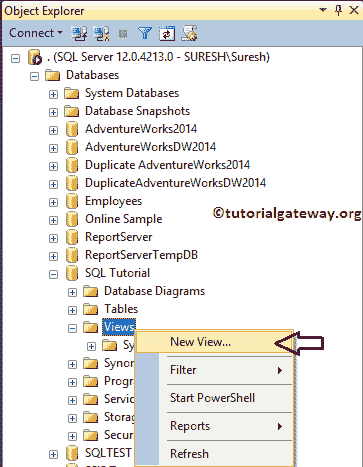 Object Explorer
Connect
. (SQL Server 12.0.4213.0 - SURESH\Suresh)
Databases
System Databases
Database Snapshots
AdventureWorks2014
AdventureWorksDW2014
Duplicate AdventureWorks2014
DuplicateAdventureWorksDW2014
Employees
Online Sample
©tutorialgateway.org
ReportServer
ReportServerTempDB
SQL Tutorial
Database Diagrams
Tables
Views
New View...
Sy
Filter
Synor
Progr
Start PowerShell
Servic
Storag
Reports
Secur
SQLTEST
Refresh